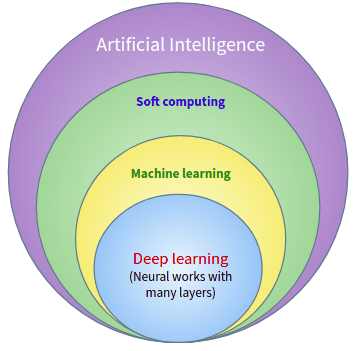 Artificial Intelligence
Soft computing
Machine learning
Deep learning
(Neural works with
many layers)